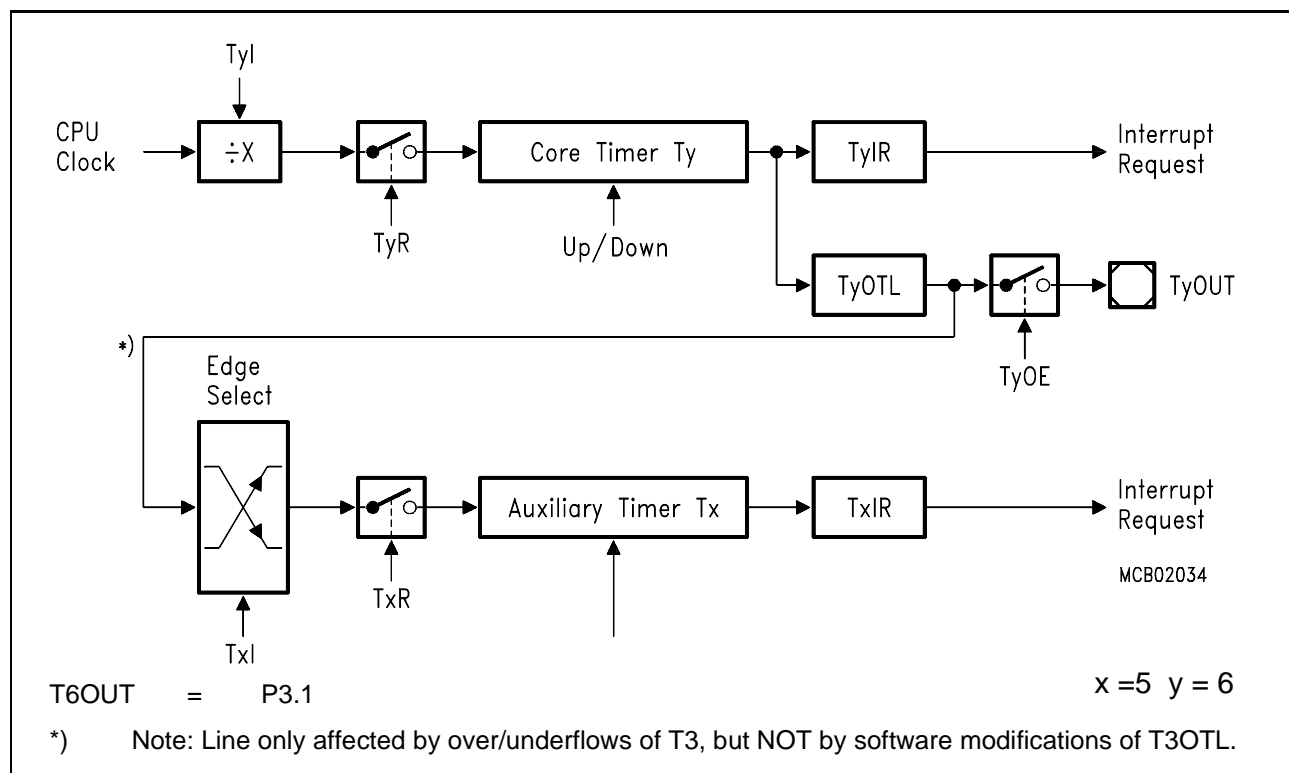 TyI
CPU
Clock
÷X
Core Timer Ty
TyIR
Interrupt
Request
TyR
Up/Down
TyOTL
TyOUT
*)
TyOE
Edge
Select
Auxiliary Timer Tx
TxIR
Interrupt
Request
MCB02034
TxR
TxI
T6OUT = P3.1
x =5 y = 6
*) Note: Line only affected by over/underflows of T3, but NOT by software modifications of T3OTL.